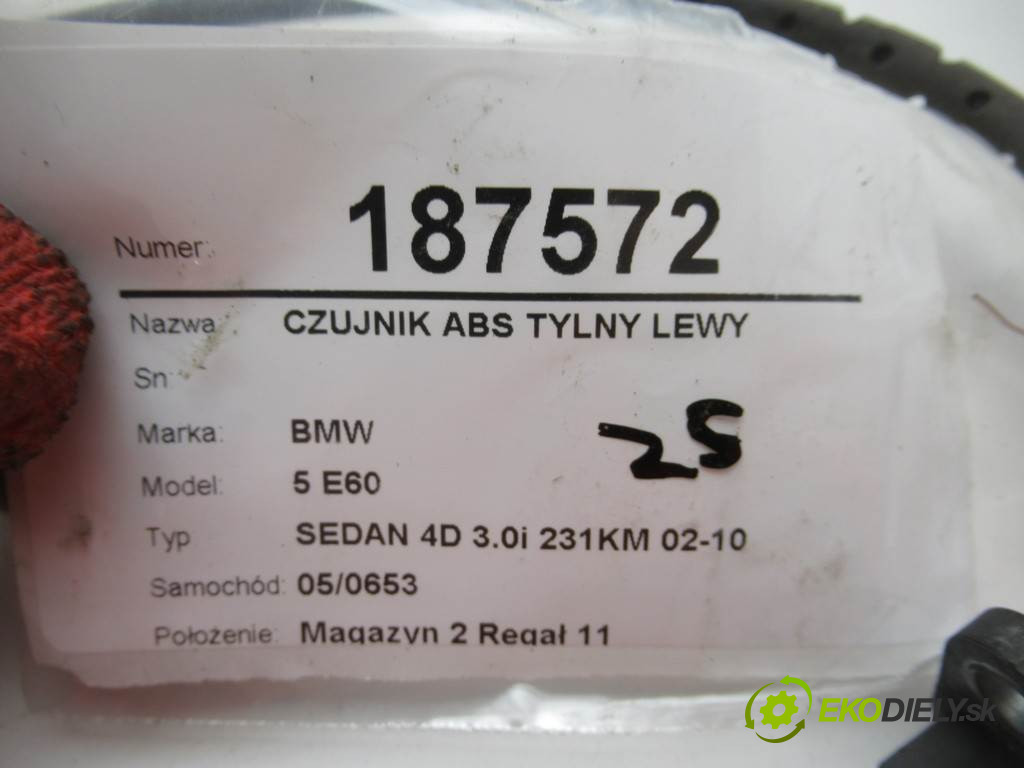 Numer: 187572
Nazwa: CZUJNIK ABS TYLNY LEWY
Sn:
Marka: BMW
25
Model: 5 E60
Typ SEDAN 4D 3.0i 231KM 02-10
Samochód: 05/0653
Położenie: Magazyn 2 Regał 11
EKODIELY.sk